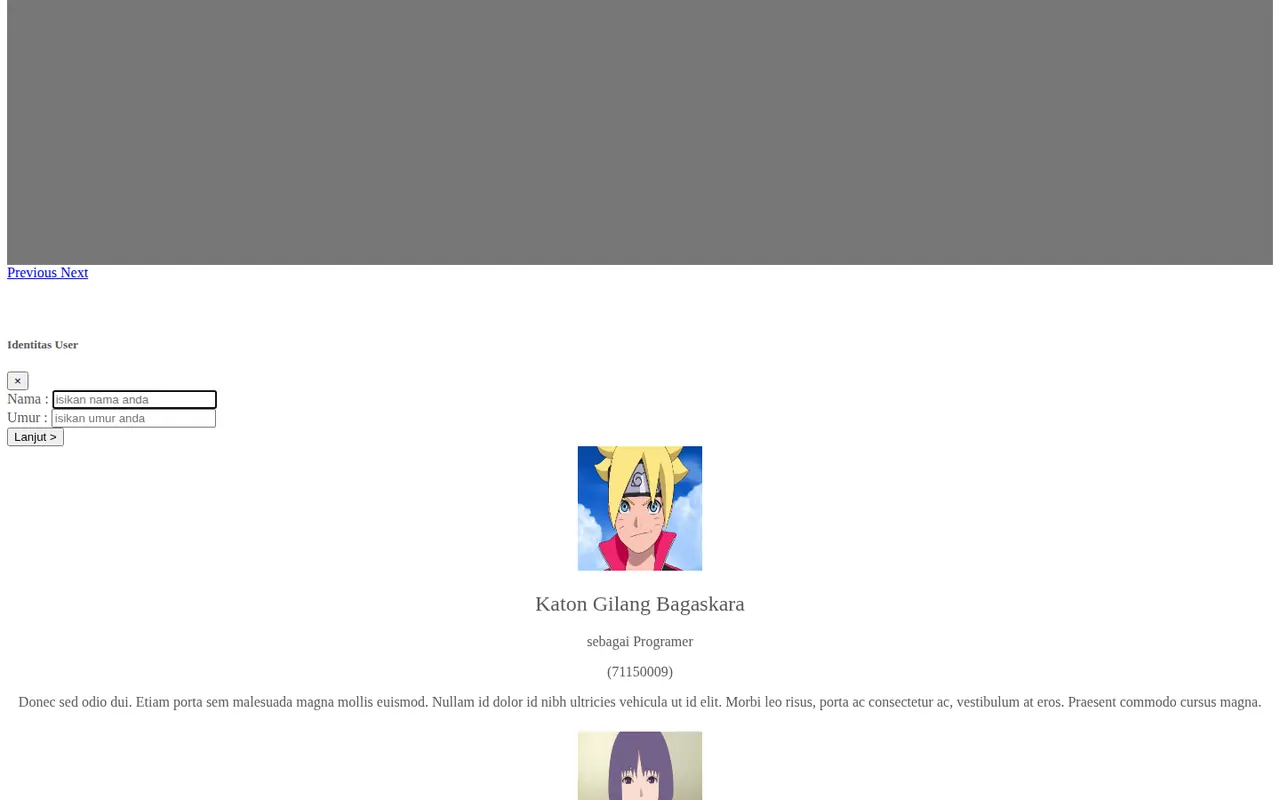 Previous Next
Identitas User
×
Nama : isikan nama anda
Umur : isikan umur anda
Lanjut >
Katon Gilang Bagaskara
sebagai Programer
(71150009)
Donec sed odio dui. Etiam porta sem malesuada magna mollis euismod. Nullam id dolor id nibh ultricies vehicula ut id elit. Morbi leo risus, porta ac consectetur ac, vestibulum at eros. Praesent commodo cursus magna.